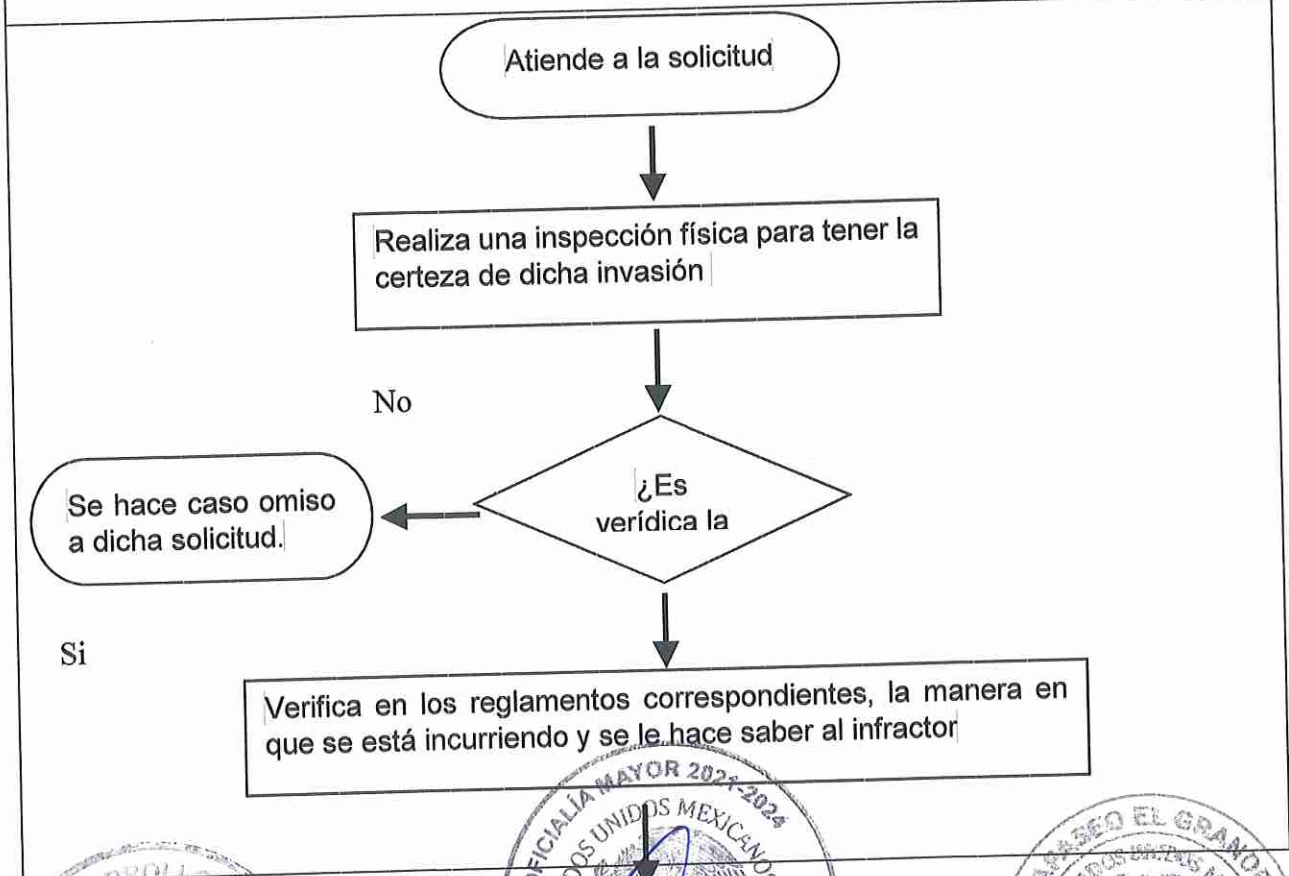 Atiende a la solicitud
Realiza una inspección física para tener la
certeza de dicha invasión
No
¿Es
verídica la
Se hace caso omiso
a dicha solicitud.
Si
Verifica en los reglamentos correspondientes, la manera en
que se está incurriendo y se le hace saber al infractor
OFICIALÍA MAYOR 2021-2024
UNIDOS MEXICANOS
EL GRANDE